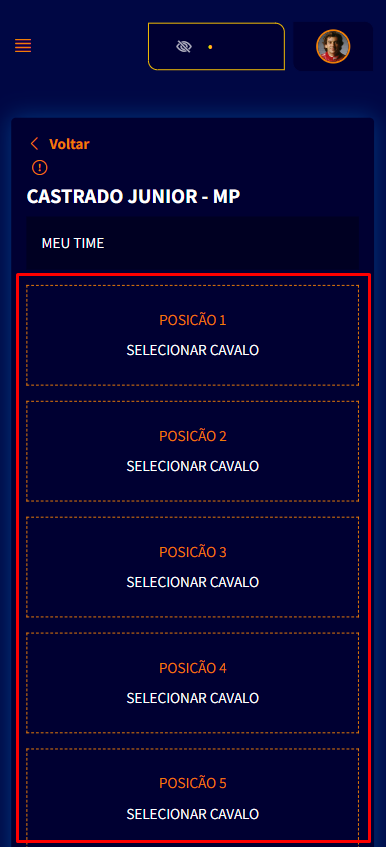 Voltar
CASTRADO JUNIOR - MP
MEU TIME
POSICÃO 1
SELECIONAR CAVALO
POSICÃO 2
SELECIONAR CAVALO
POSICÃO 3
SELECIONAR CAVALO
POSICÃO 4
SELECIONAR CAVALO
POSICÃO 5
SELECIONAR CAVALO